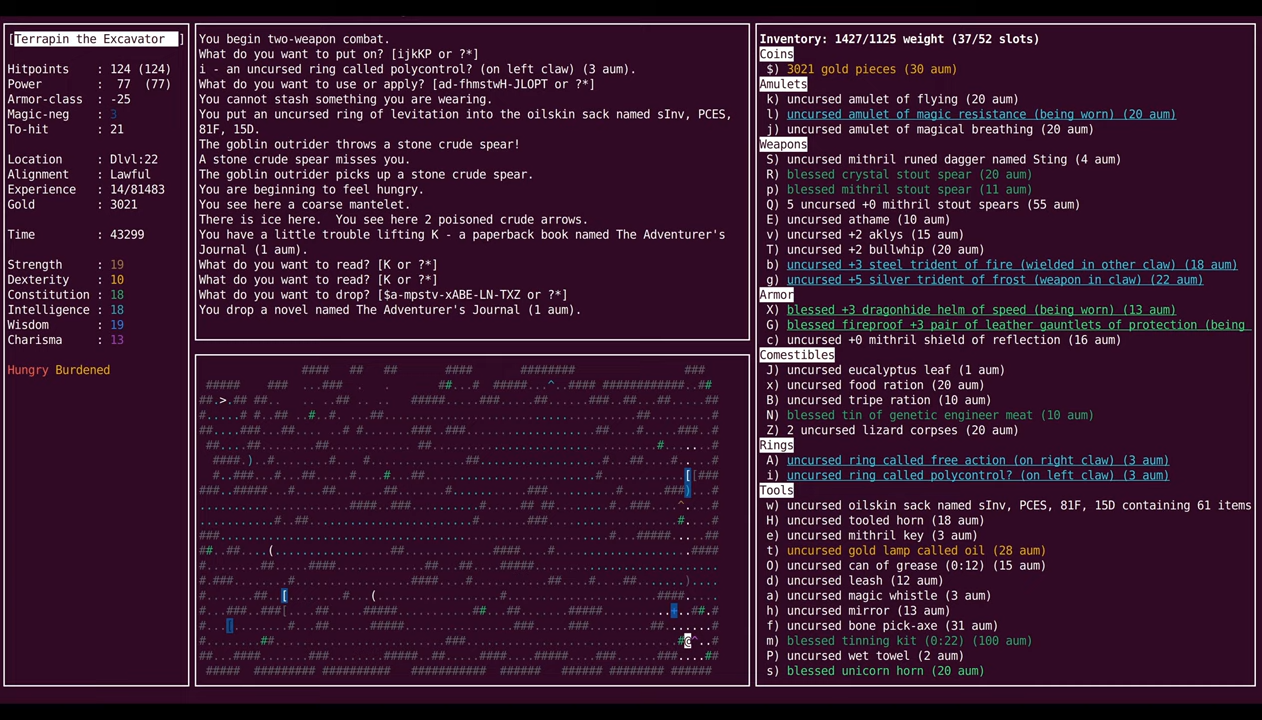 [Terrapin the Excavator ]
Hitpoints : 124 (124)
Power : 77 (77)
Armor-class : -25
Magic-neg : 3
To-hit : 21
Location : Dlvl:22
Alignment : Lawful
Experience : 14/81483
Gold : 3021
Time : 43299
Strength : 19
Dexterity : 10
Constitution : 18
Intelligence : 18
Wisdom : 19
Charisma : 13
Hungry Burdened
You begin two-weapon combat.
What do you want to put on? [ijkKP or ?*]
i - an uncursed ring called polycontrol? (on left claw) (3 aum).
What do you want to use or apply? [ad-fhmstwH-JLOPT or ?*]
You cannot stash something you are wearing.
You put an uncursed ring of levitation into the oilskin sack named sInv, PCES,
81F, 15D.
The goblin outrider throws a stone crude spear!
A stone crude spear misses you.
The goblin outrider picks up a stone crude spear.
You are beginning to feel hungry.
You see here a coarse mantelet.
There is ice here.  You see here 2 poisoned crude arrows.
You have a little trouble lifting K - a paperback book named The Adventurer's
Journal (1 aum).
What do you want to read? [K or ?*]
What do you want to read? [K or ?*]
What do you want to drop? [$a-mpstv-xABE-LN-TXZ or ?*]
You drop a novel named The Adventurer's Journal (1 aum).
Inventory: 1427/1125 weight (37/52 slots)
Coins
$) 3021 gold pieces (30 aum)
Amulets
k) uncursed amulet of flying (20 aum)
l) uncursed amulet of magic resistance (being worn) (20 aum)
j) uncursed amulet of magical breathing (20 aum)
Weapons
S) uncursed mithril runed dagger named Sting (4 aum)
R) blessed crystal stout spear (20 aum)
p) blessed mithril stout spear (11 aum)
Q) 5 uncursed +0 mithril stout spears (55 aum)
E) uncursed athame (10 aum)
v) uncursed +2 aklys (15 aum)
T) uncursed +2 bullwhip (20 aum)
b) uncursed +3 steel trident of fire (wielded in other claw) (18 aum)
g) uncursed +5 silver trident of frost (weapon in claw) (22 aum)
Armor
X) blessed +3 dragonhide helm of speed (being worn) (13 aum)
G) blessed fireproof +3 pair of leather gauntlets of protection (being
c) uncursed +0 mithril shield of reflection (16 aum)
Comestibles
J) uncursed eucalyptus leaf (1 aum)
x) uncursed food ration (20 aum)
B) uncursed tripe ration (10 aum)
N) blessed tin of genetic engineer meat (10 aum)
Z) 2 uncursed lizard corpses (20 aum)
Rings
A) uncursed ring called free action (on right claw) (3 aum)
i) uncursed ring called polycontrol? (on left claw) (3 aum)
Tools
w) uncursed oilskin sack named sInv, PCES, 81F, 15D containing 61 items
H) uncursed tooled horn (18 aum)
e) uncursed mithril key (3 aum)
t) uncursed gold lamp called oil (28 aum)
O) uncursed can of grease (0:12) (15 aum)
d) uncursed leash (12 aum)
a) uncursed magic whistle (3 aum)
h) uncursed mirror (13 aum)
f) uncursed bone pick-axe (31 aum)
m) blessed tinning kit (0:22) (100 aum)
P) uncursed wet towel (2 aum)
s) blessed unicorn horn (20 aum)